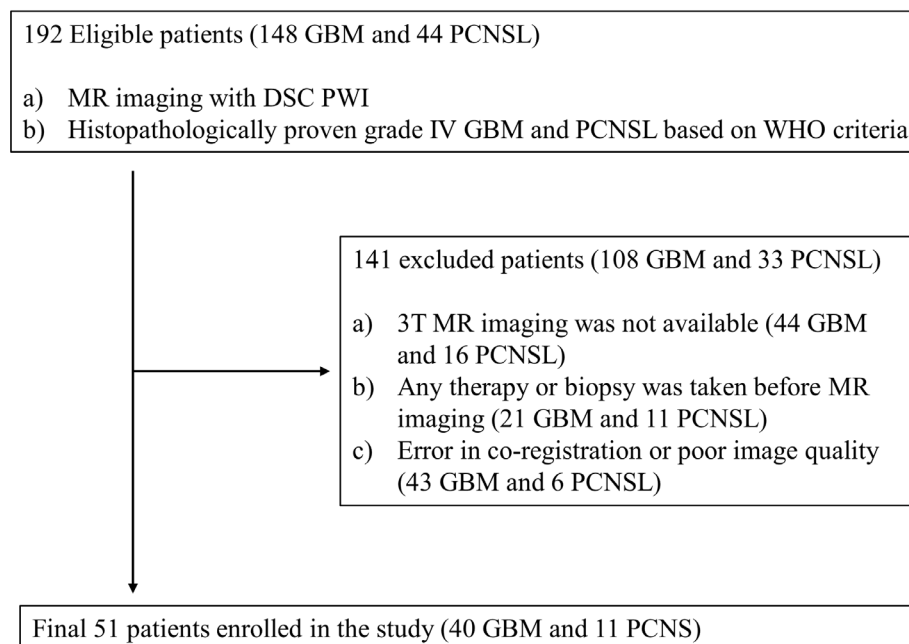 192 Eligible patients (148 GBM and 44 PCNSL)
a) MR imaging with DSC PWI
b) Histopathologically proven grade IV GBM and PCNSL based on WHO criteria
141 excluded patients (108 GBM and 33 PCNSL)
a) 3T MR imaging was not available (44 GBM
and 16 PCNSL)
b) Any therapy or biopsy was taken before MR
imaging (21 GBM and 11 PCNSL)
c) Error in co-registration or poor image quality
(43 GBM and 6 PCNSL)
Final 51 patients enrolled in the study (40 GBM and 11 PCNS)